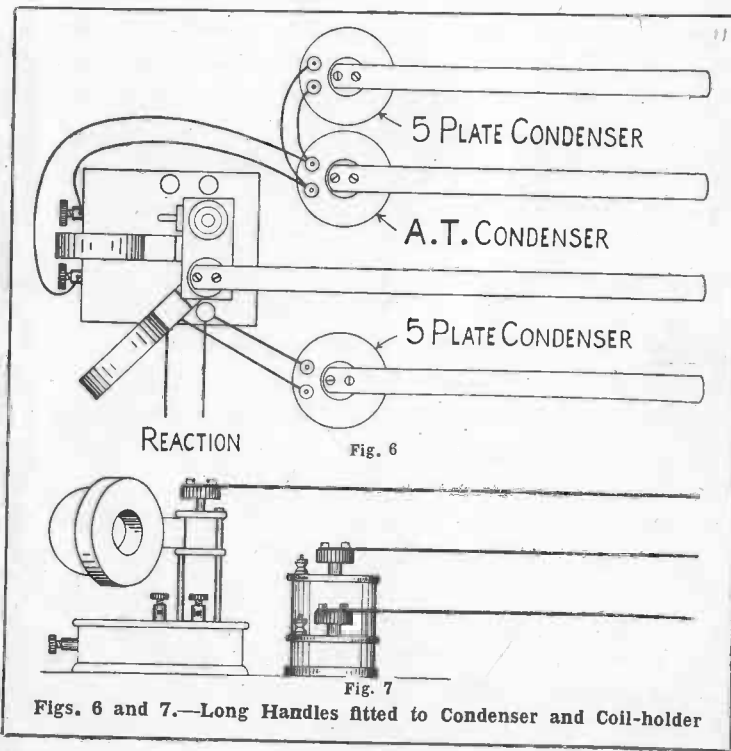 5 PLATE CONDENSER
A.T. CONDENSER
5 PLATE CONDENSER
REACTION
Fig. 6
Fig. 7
Figs. 6 and 7.—Long Handles fitted to Condenser and Coil-holder